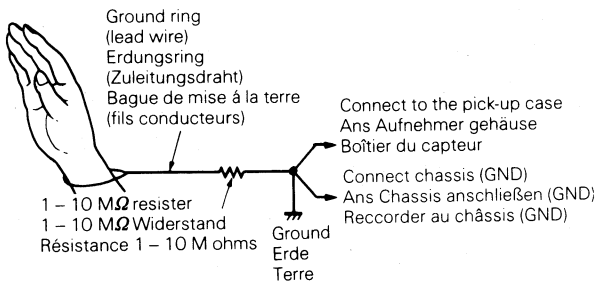 Ground ring
(lead wire)
Erdungsring
(Zuleitungsdraht)
Bague de mise á la terre
(fils conducteurs)
Connect to the pick-up case
Ans Aufnehmer gehäuse
Boîtier du capteur
Connect chassis (GND)
Ans Chassis anschließen (GND)
Reccorder au châssis (GND)
1 – 10 MΩ resister
1 – 10 MΩ Widerstand
Résistance 1 – 10 M ohms
Ground
Erde
Terre